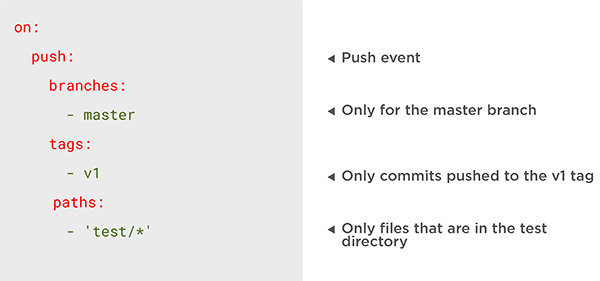 on:
push:
branches:
- master
tags:
- v1
paths:
- 'test/*'
Push event
Only for the master branch
Only commits pushed to the v1 tag
Only files that are in the test
directory